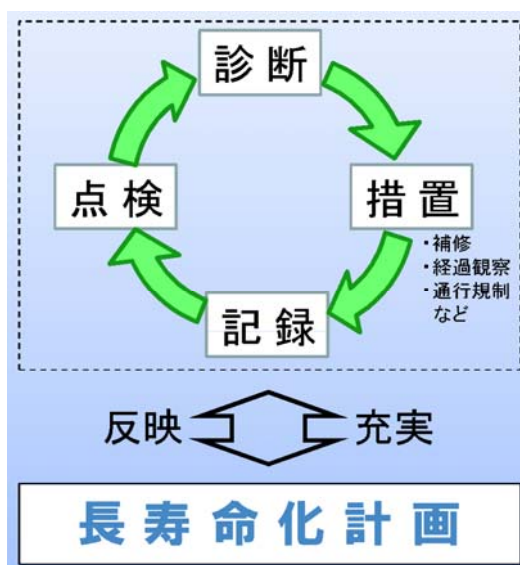 診断
点検
措置
・補修
・経過観察
・通行規制
など
記録
反映
充実
長寿命化計画